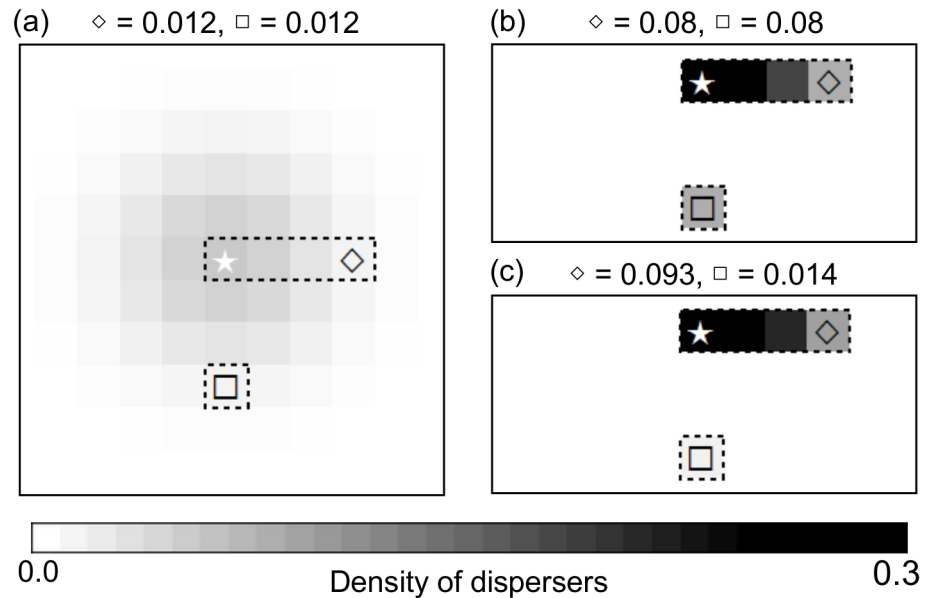 (a) ◇ = 0.012, □ = 0.012
(b) ◇ = 0.08, □ = 0.08
(c) ◇ = 0.093, □ = 0.014
0.0 0.3
Density of dispersers